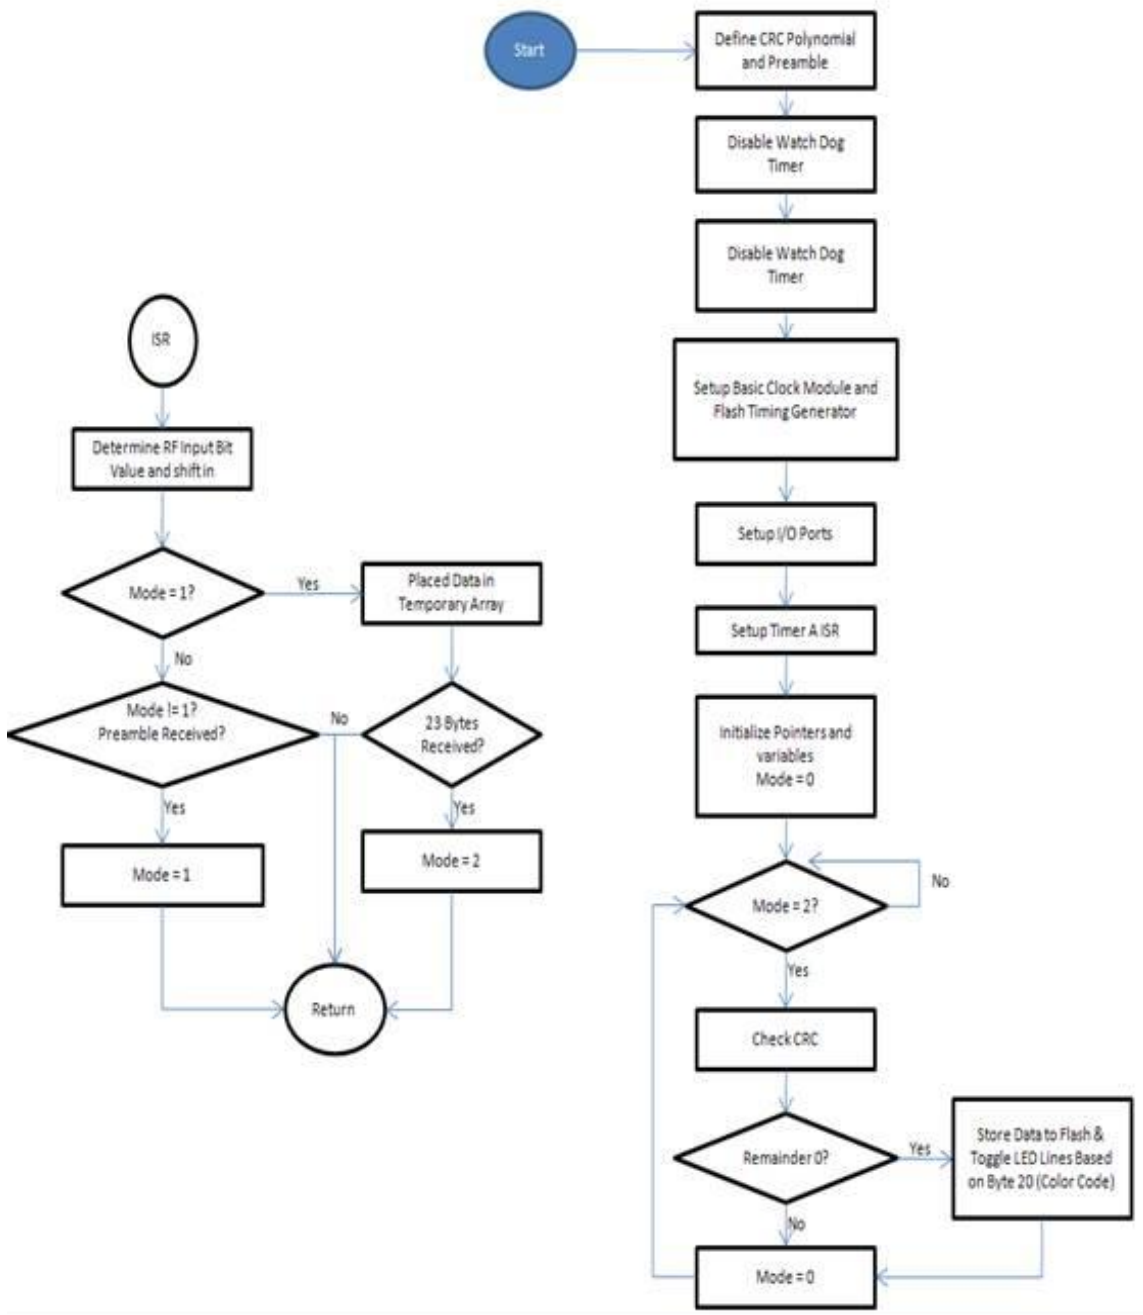 Start
Define CRC Polynomial
and Preamble
Disable Watch Dog
Timer
Disable Watch Dog
Timer
Setup Basic Clock Module and
Flash Timing Generator
Setup I/O Ports
Setup Timer A ISR
Initialize Pointers and
variables
Mode = 0
Mode = 2?
No
Yes
Check CRC
Remainder 0?
Yes
Store Data to Flash &
Toggle LED Lines Based
on Byte 20 (Color Code)
No
Mode = 0
ISR
Determine RF Input Bit
Value and shift in
Mode = 1?
Yes
Placed Data in
Temporary Array
No
Mode != 1?
Preamble Received?
No
23 Bytes
Received?
Yes
Yes
Mode = 1
Mode = 2
Return